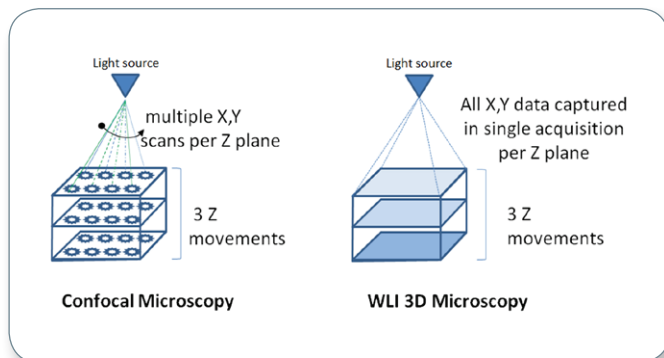 Light source
multiple X,Y
scans per Z plane
3 Z
movements
Confocal Microscopy
Light source
All X,Y data captured
in single acquisition
per Z plane
3 Z
movements
WLI 3D Microscopy